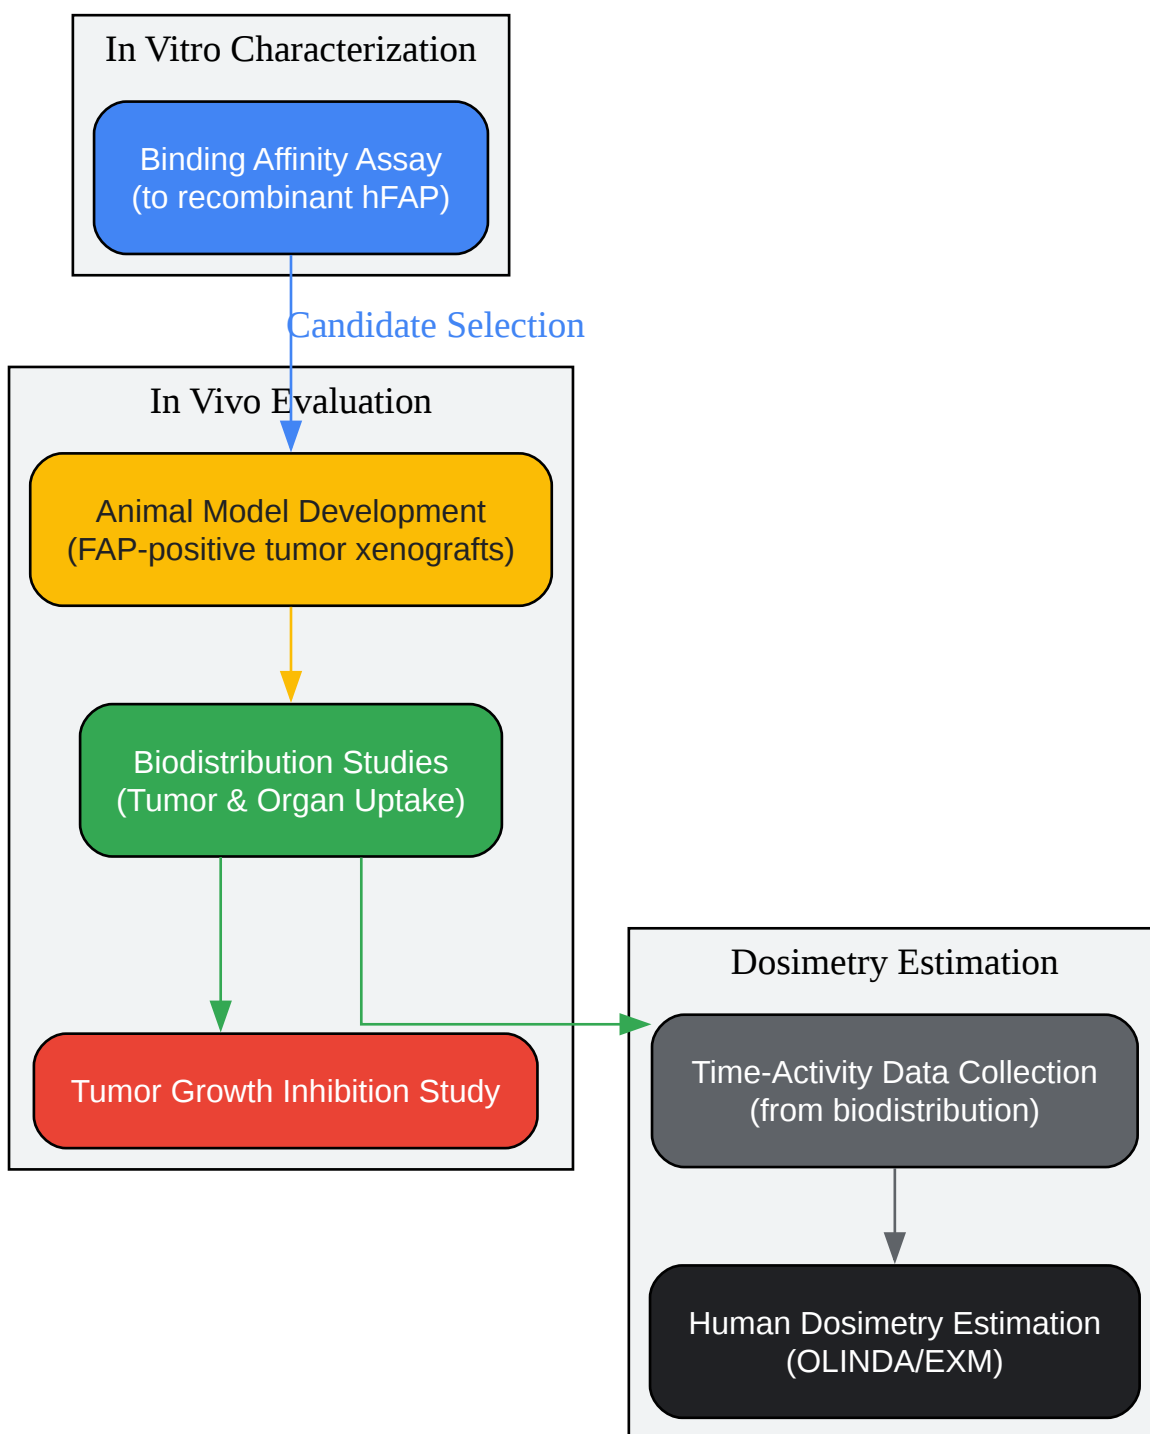 In Vitro Characterization
Binding Affinity Assay
(to recombinant hFAP)
Candidate Selection
In Vivo Evaluation
Animal Model Development
(FAP-positive tumor xenografts)
Biodistribution Studies
(Tumor & Organ Uptake)
Tumor Growth Inhibition Study
Dosimetry Estimation
Time-Activity Data Collection
(from biodistribution)
Human Dosimetry Estimation
(OLINDA/EXM)